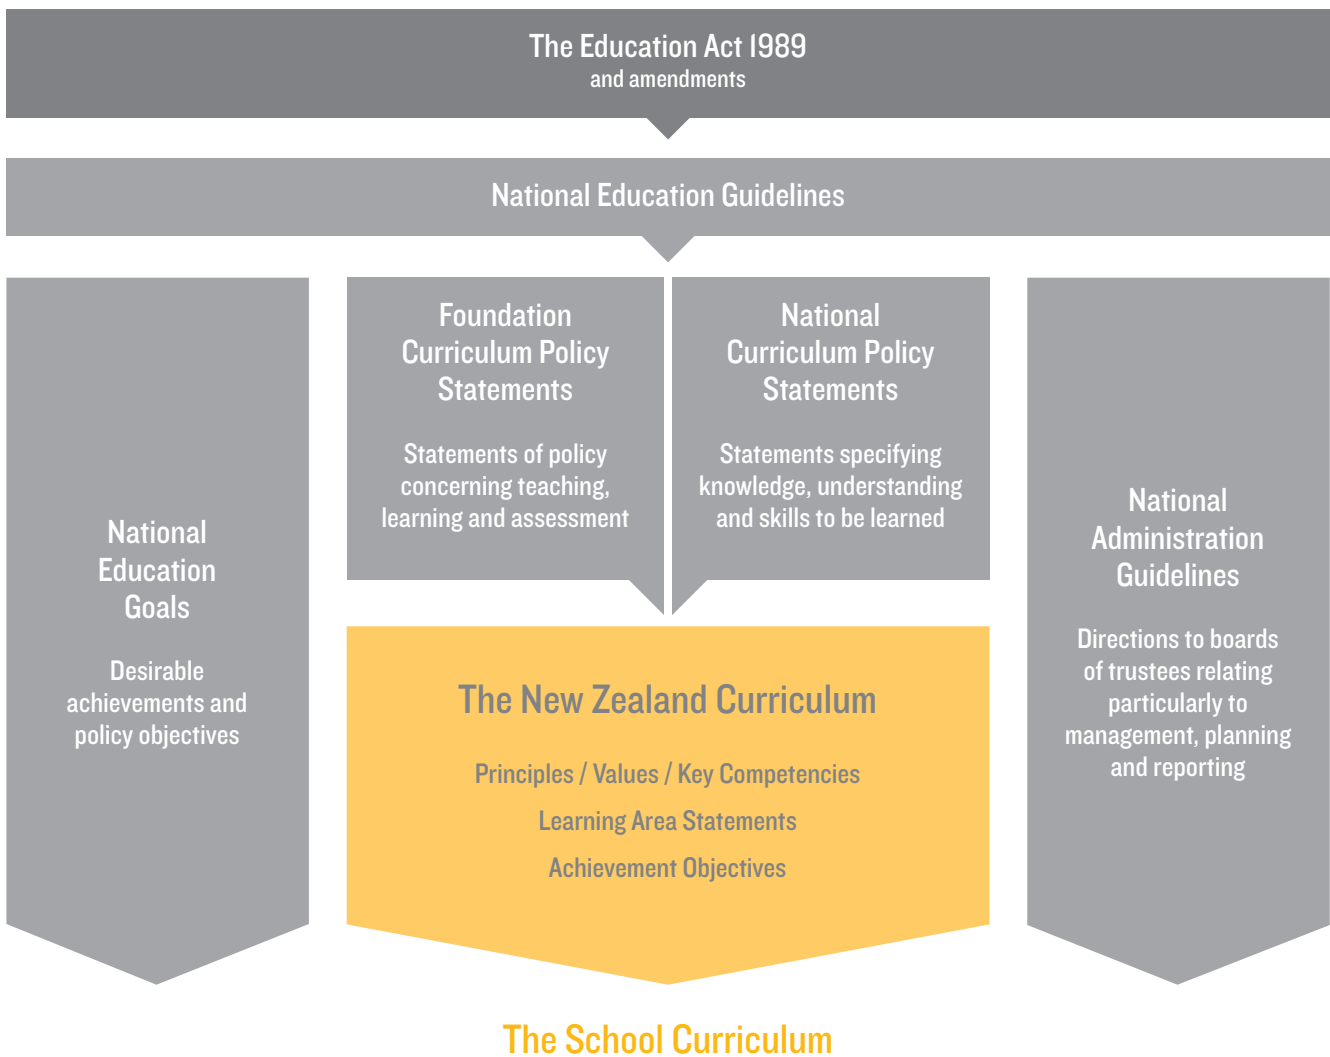 The Education Act 1989
and amendments
National Education Guidelines
National
Education
Goals
Desirable
achievements and
policy objectives
Foundation
Curriculum Policy
Statements
Statements of policy
concerning teaching,
learning and assessment
National
Curriculum Policy
Statements
Statements specifying
knowledge, understanding
and skills to be learned
The New Zealand Curriculum
Principles / Values / Key Competencies
Learning Area Statements
Achievement Objectives
National
Administration
Guidelines
Directions to boards
of trustees relating
particularly to
management, planning
and reporting
The School Curriculum